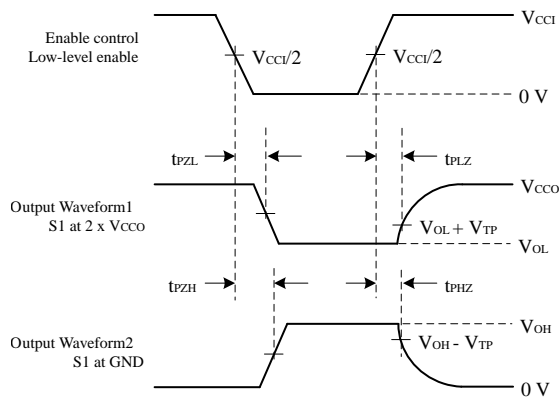 VCCI
Enable control
Low-level enable
VCCI/2
VCCI/2
0 V
tPZL
tPLZ
VCCO
Output Waveform1
S1 at 2 x VCCO
VOL + VTP
VOL
tPZH
tPHZ
VOH
Output Waveform2
S1 at GND
VOH - VTP
0 V